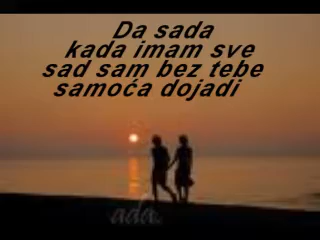 Da sada
kada imam sve
sad sam bez tebe
samoća dojadi
ada